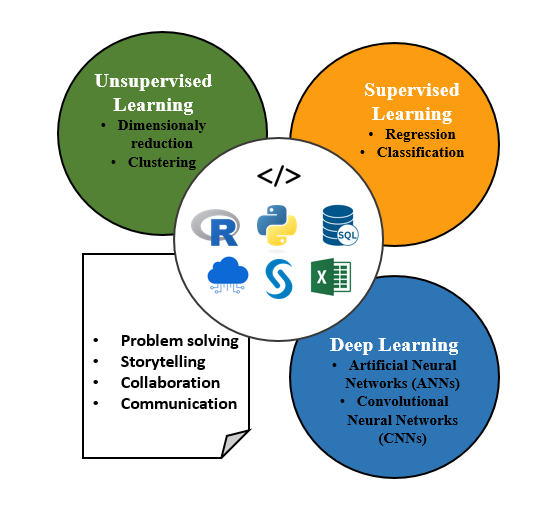 Unsupervised
Learning
• Dimensionaly
reduction
• Clustering
Supervised
Learning
• Regression
• Classification
</>
R
SQL
S
X
• Problem solving
• Storytelling
• Collaboration
• Communication
Deep Learning
• Artificial Neural
Networks (ANNs)
• Convolutional
Neural Networks
(CNNs)